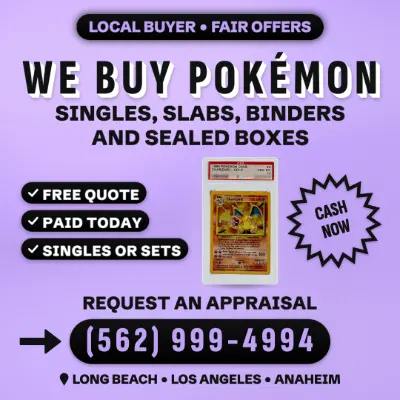 LOCAL BUYER • FAIR OFFERS
WE BUY POKÉMON
SINGLES, SLABS, BINDERS
AND SEALED BOXES
✓ FREE QUOTE
✓ PAID TODAY
✓ SINGLES OR SETS
CASH
NOW
REQUEST AN APPRAISAL
(562) 999-4994
LONG BEACH • LOS ANGELES • ANAHEIM